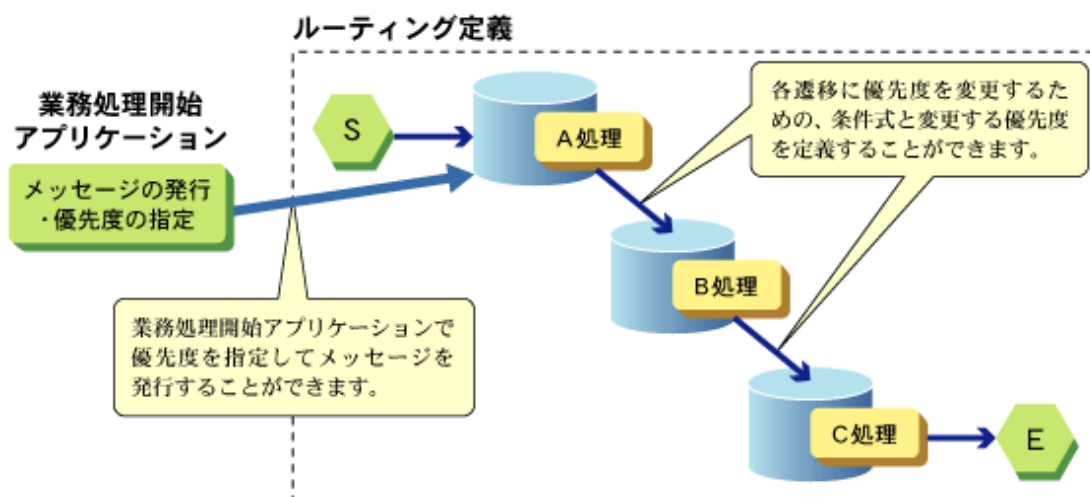 ルーティング定義
業務処理開始
アプリケーション
メッセージの発行
・優先度の指定
S
A処理
各遷移に優先度を変更するた
めの、条件式と変更する優先度
を定義することができます。
B処理
業務処理開始アプリケーションで
優先度を指定してメッセージを
発行することができます。
C処理
E